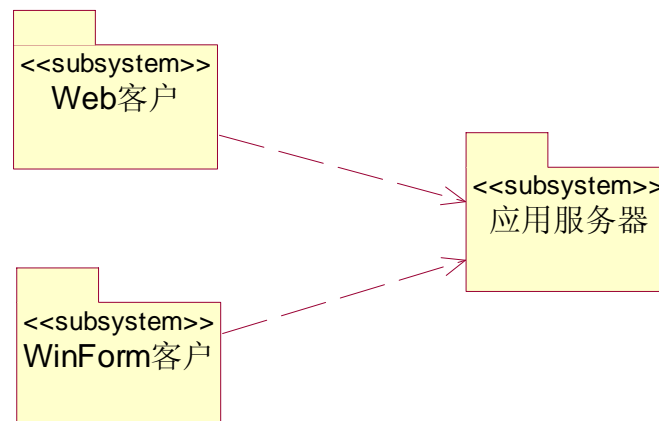 <<subsystem>>
Web客户
<<subsystem>>
应用服务器
<<subsystem>>
WinForm客户